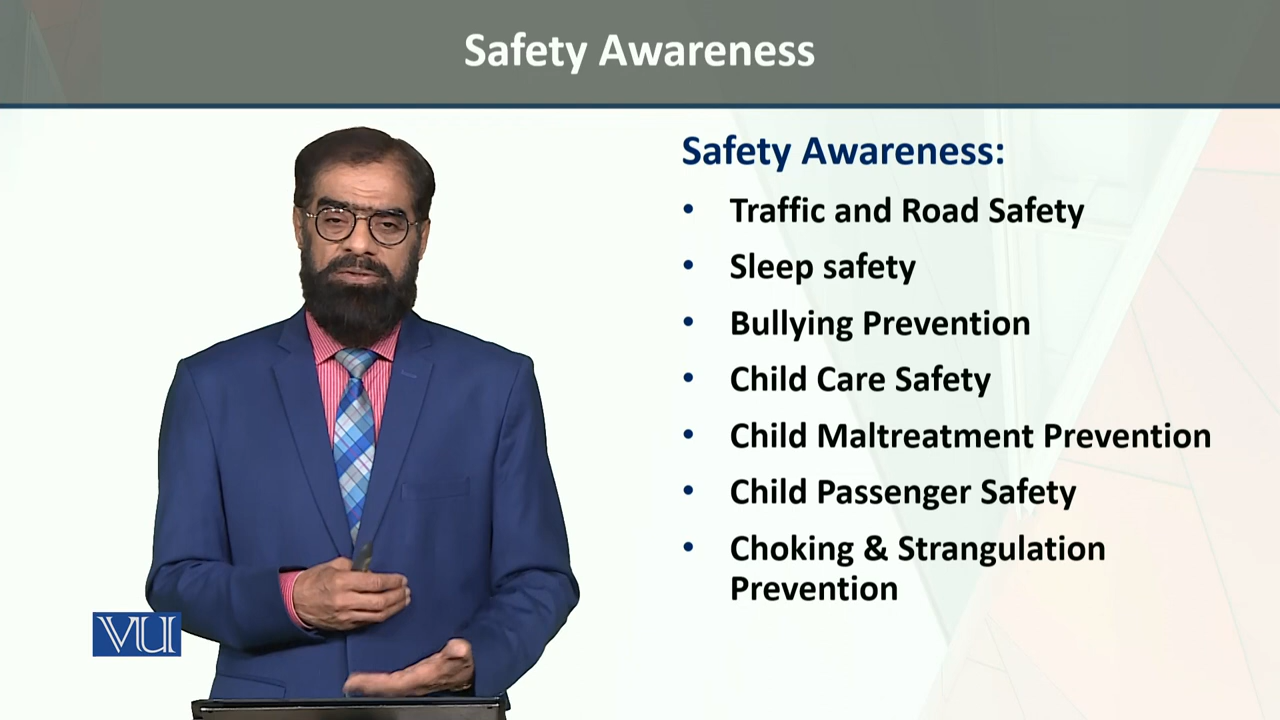 Safety Awareness
Safety Awareness:
• Traffic and Road Safety
• Sleep safety
• Bullying Prevention
• Child Care Safety
• Child Maltreatment Prevention
• Child Passenger Safety
• Choking & Strangulation
Prevention
VU